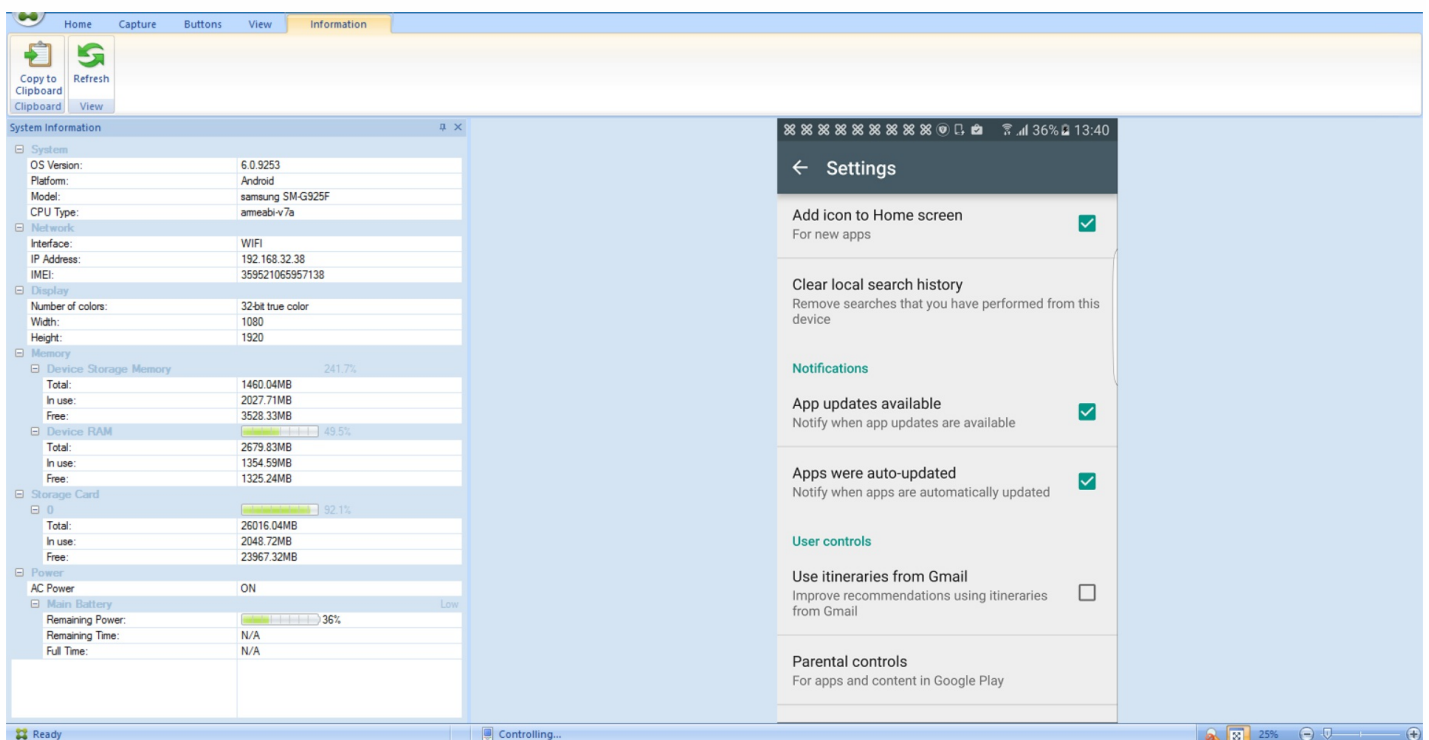 Home Capture Buttons View Information
Copy to Clipboard
Refresh
Clipboard View
System Information
System
OS Version: 6.0.9253
Platform: Android
Model: samsung SM-G925F
CPU Type: armeabi-v7a
Network
Interface: WIFI
IP Address: 192.168.32.38
IMEI: 359521065957138
Display
Number of colors: 32-bit true color
Width: 1080
Height: 1920
Memory
Device Storage Memory 241.7%
Total: 1460.04MB
In use: 2027.71MB
Free: 3528.33MB
Device RAM 49.5%
Total: 2679.83MB
In use: 1354.59MB
Free: 1325.24MB
Storage Card
0 92.1%
Total: 26016.04MB
In use: 2048.72MB
Free: 23967.32MB
Power
AC Power ON
Main Battery Low
Remaining Power: 36%
Remaining Time: N/A
Full Time: N/A
36% 13:40
Settings
Add icon to Home screen
For new apps
Clear local search history
Remove searches that you have performed from this
device
Notifications
App updates available
Notify when app updates are available
Apps were auto-updated
Notify when apps are automatically updated
User controls
Use itineraries from Gmail
Improve recommendations using itineraries
from Gmail
Parental controls
For apps and content in Google Play
Ready Controlling... 25%